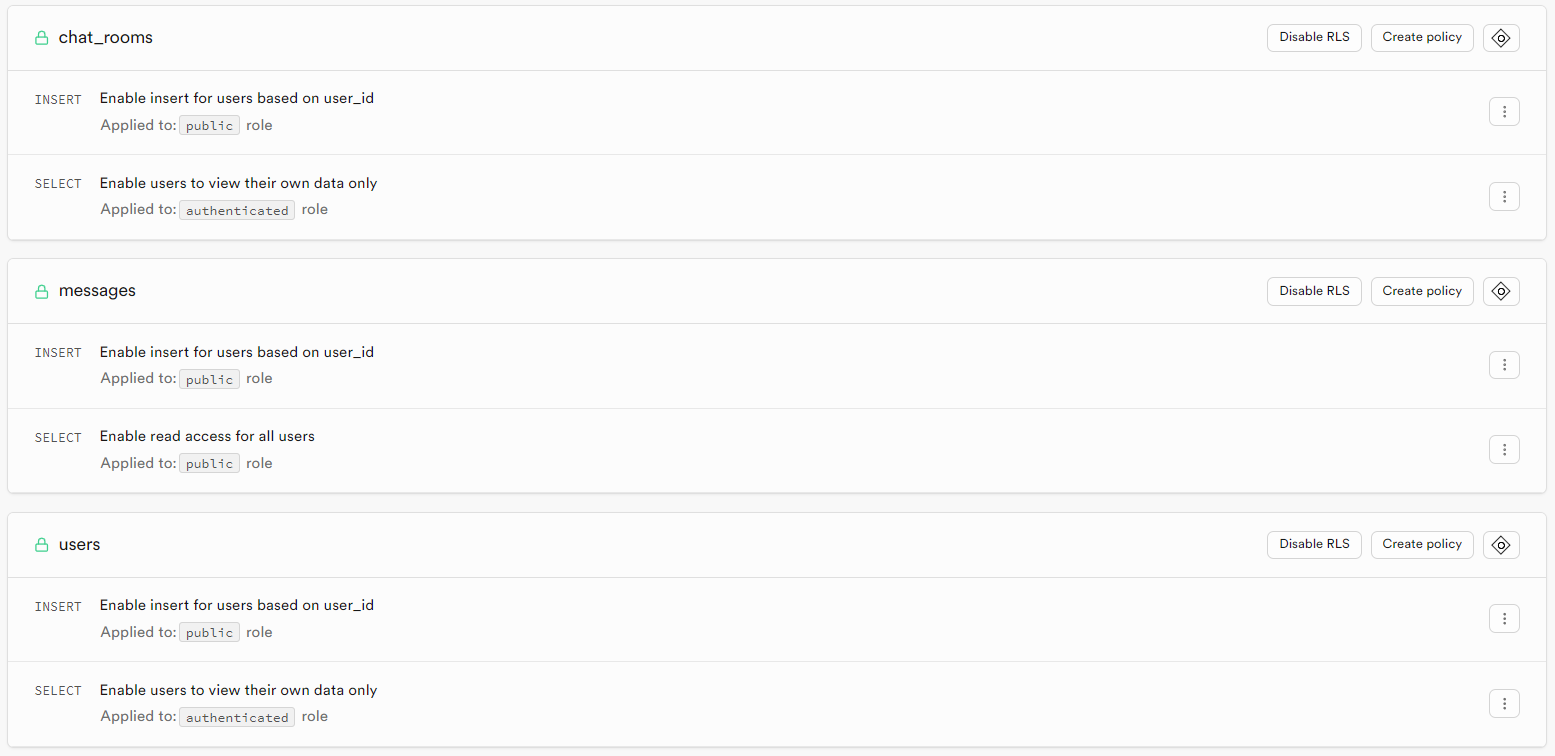 chat_rooms Disable RLS Create policy
INSERT Enable insert for users based on user_id
Applied to: public role
SELECT Enable users to view their own data only
Applied to: authenticated role
messages Disable RLS Create policy
INSERT Enable insert for users based on user_id
Applied to: public role
SELECT Enable read access for all users
Applied to: public role
users Disable RLS Create policy
INSERT Enable insert for users based on user_id
Applied to: public role
SELECT Enable users to view their own data only
Applied to: authenticated role